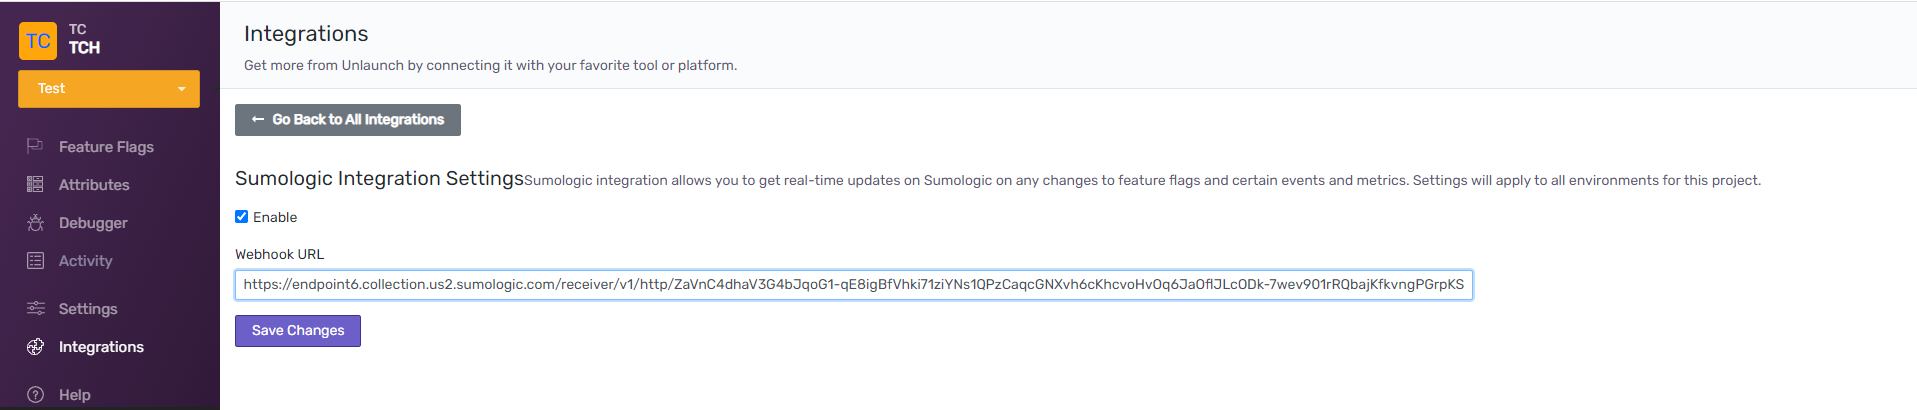 TC
TC
TCH
Test
Feature Flags
Attributes
Debugger
Activity
Settings
Integrations
Help
Integrations
Get more from Unlaunch by connecting it with your favorite tool or platform.
← Go Back to All Integrations
Sumologic Integration Settings Sumologic integration allows you to get real-time updates on Sumologic on any changes to feature flags and certain events and metrics. Settings will apply to all environments for this project.
Enable
Webhook URL
https://endpoint6.collection.us2.sumologic.com/receiver/v1/http/ZaVnC4dhaV3G4bJqoG1-qE8igBfVhki71ziYNs1QPzCaqcGNXvh6cKhcvoHvOq6JaOflJLcODk-7wev901rRQbajKfkvngPGrpKS
Save Changes